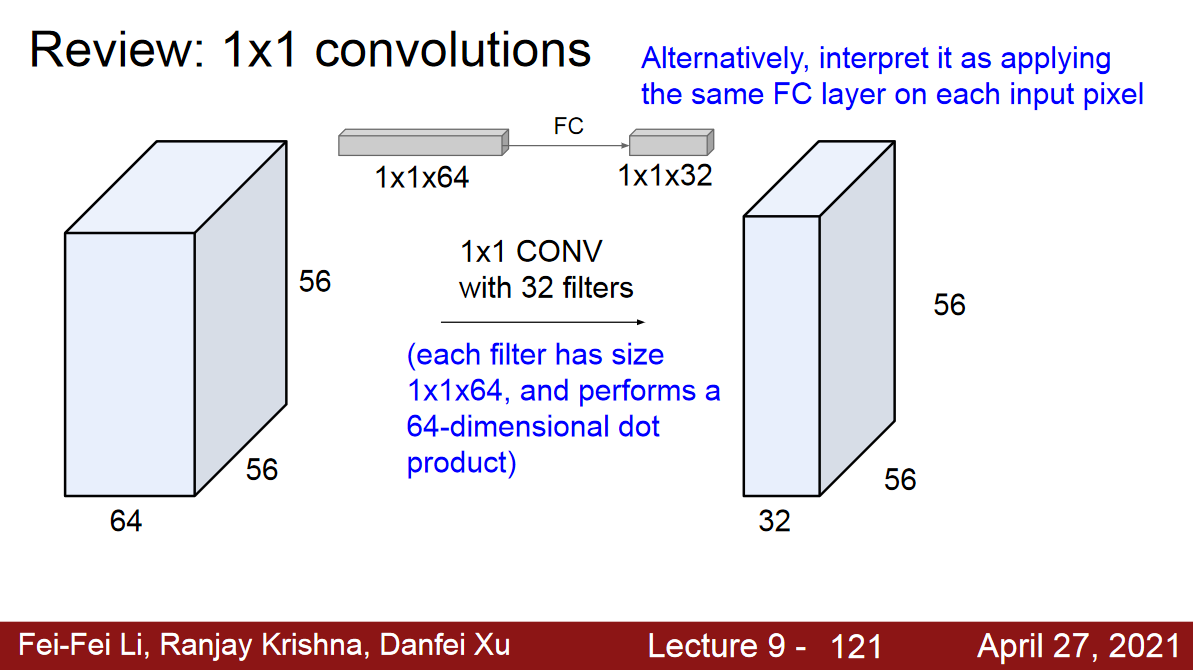 Review: 1x1 convolutions
Alternatively, interpret it as applying
the same FC layer on each input pixel
FC
1x1x64
1x1x32
56
56
64
1x1 CONV
with 32 filters
(each filter has size
1x1x64, and performs a
64-dimensional dot
product)
56
56
32
Fei-Fei Li, Ranjay Krishna, Danfei Xu
Lecture 9 - 121
April 27, 2021